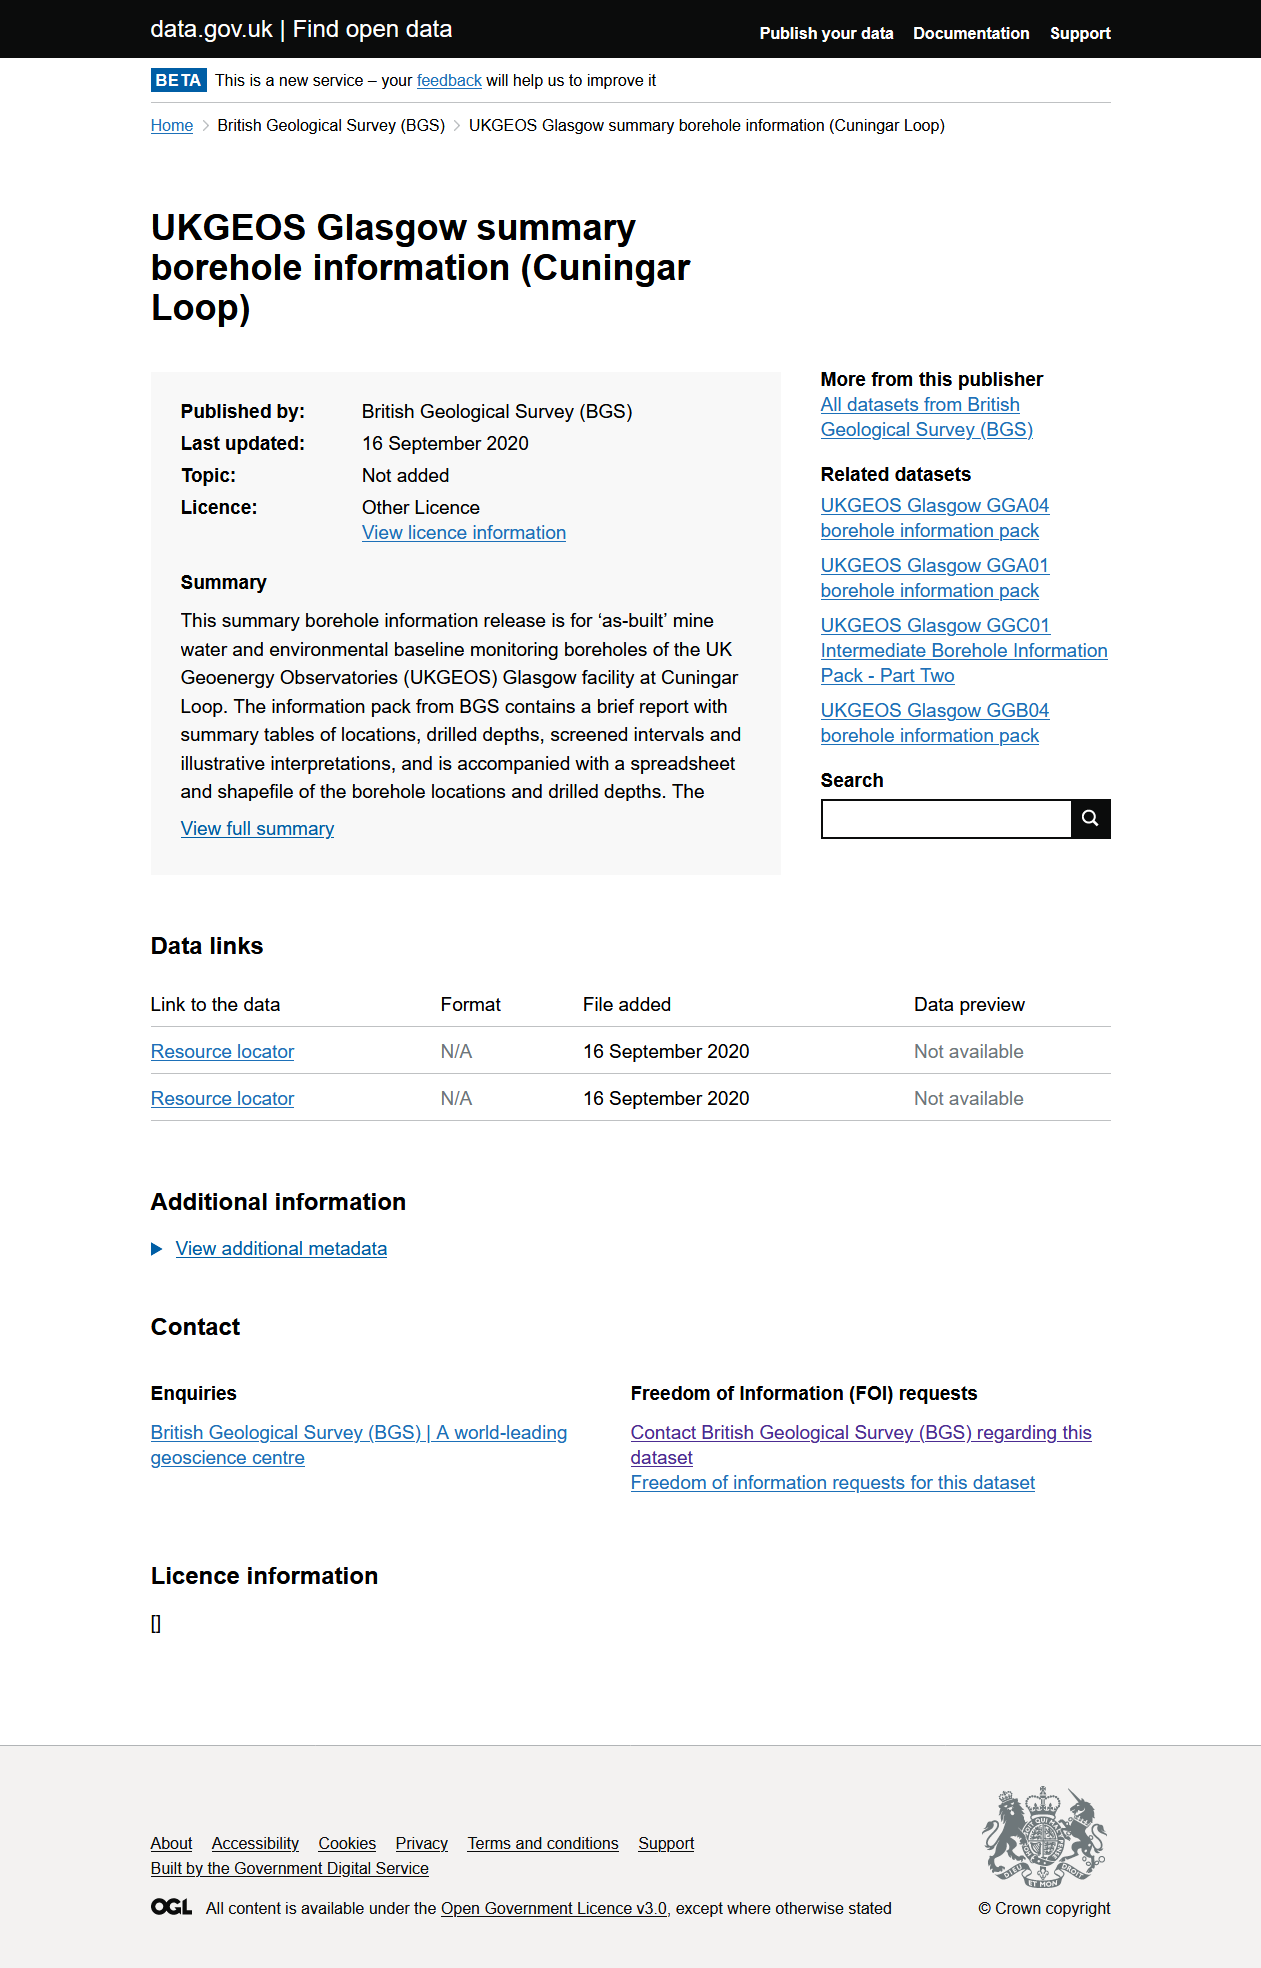 data.gov.uk | Find open data
Publish your data Documentation Support
BETA This is a new service – your feedback will help us to improve it
Home British Geological Survey (BGS) UKGEOS Glasgow summary borehole information (Cuningar Loop)
UKGEOS Glasgow summary
borehole information (Cuningar
Loop)
Published by: British Geological Survey (BGS)
Last updated: 16 September 2020
Topic: Not added
Licence: Other Licence
View licence information
Summary
This summary borehole information release is for ‘as-built’ mine
water and environmental baseline monitoring boreholes of the UK
Geoenergy Observatories (UKGEOS) Glasgow facility at Cuningar
Loop. The information pack from BGS contains a brief report with
summary tables of locations, drilled depths, screened intervals and
illustrative interpretations, and is accompanied with a spreadsheet
and shapefile of the borehole locations and drilled depths. The
View full summary
More from this publisher
All datasets from British
Geological Survey (BGS)
Related datasets
UKGEOS Glasgow GGA04
borehole information pack
UKGEOS Glasgow GGA01
borehole information pack
UKGEOS Glasgow GGC01
Intermediate Borehole Information
Pack - Part Two
UKGEOS Glasgow GGB04
borehole information pack
Search
Data links
Link to the data Format File added Data preview
Resource locator N/A 16 September 2020 Not available
Resource locator N/A 16 September 2020 Not available
Additional information
View additional metadata
Contact
Enquiries
British Geological Survey (BGS) | A world-leading
geoscience centre
Freedom of Information (FOI) requests
Contact British Geological Survey (BGS) regarding this
dataset
Freedom of information requests for this dataset
Licence information
[]
About Accessibility Cookies Privacy Terms and conditions Support
Built by the Government Digital Service
OGL All content is available under the Open Government Licence v3.0, except where otherwise stated
DIEU ET MON DROIT
© Crown copyright